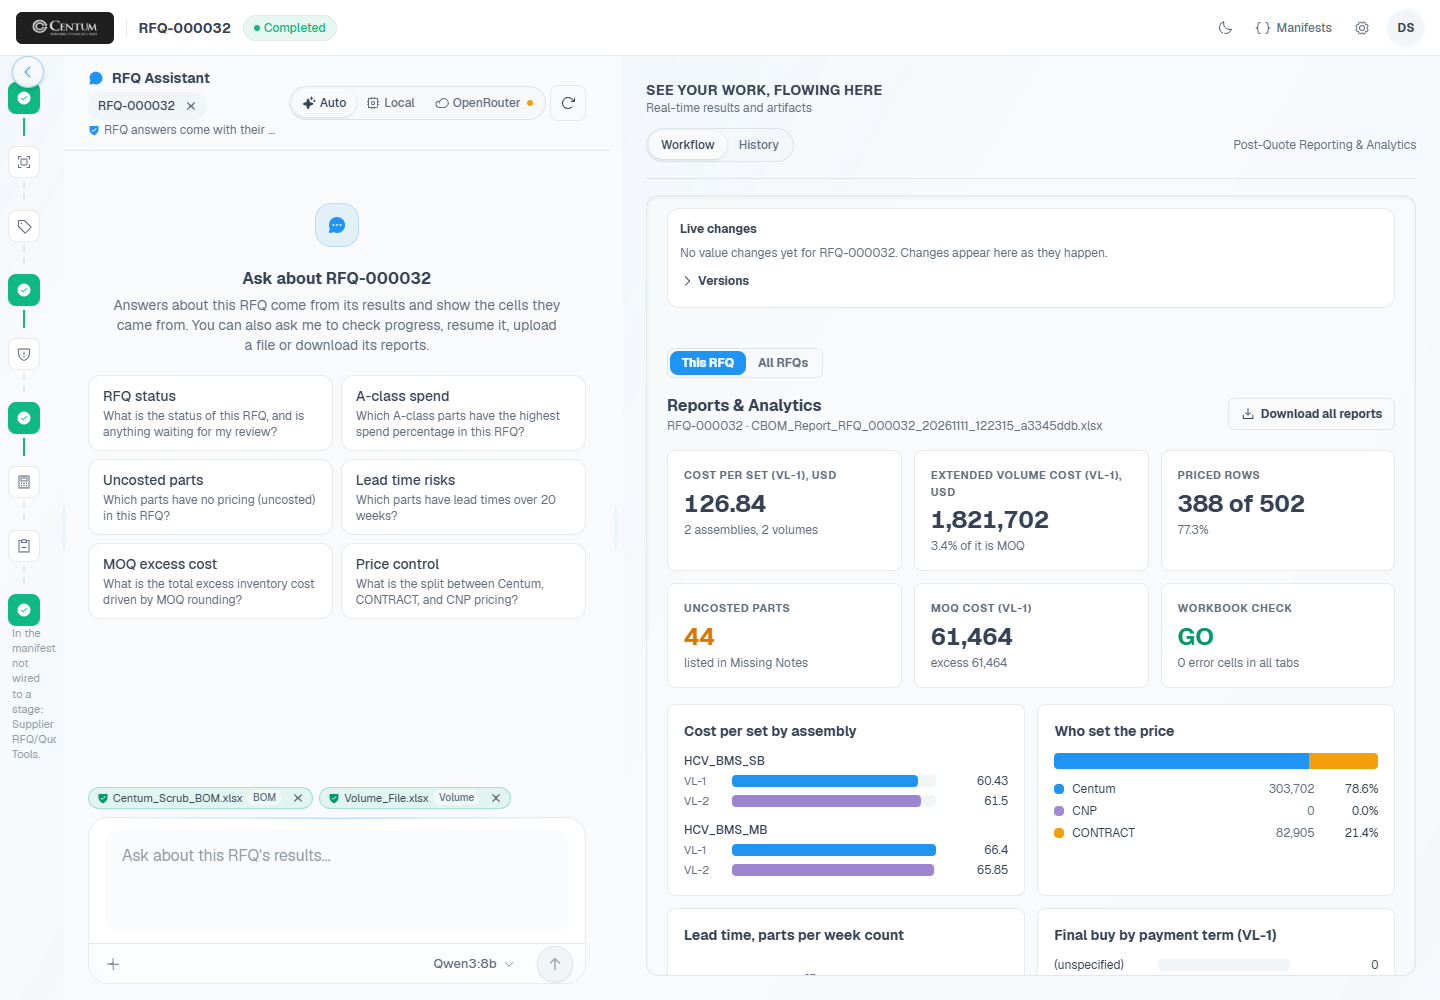 CENTUM
RFQ-000032
Completed
Manifests
DS
RFQ Assistant
RFQ-000032
Auto
Local
OpenRouter
RFQ answers come with their ...
Ask about RFQ-000032
Answers about this RFQ come from its results and show the cells they
came from. You can also ask me to check progress, resume it, upload
a file or download its reports.
RFQ status
What is the status of this RFQ, and is
anything waiting for my review?
A-class spend
Which A-class parts have the highest
spend percentage in this RFQ?
Uncosted parts
Which parts have no pricing (uncosted)
in this RFQ?
Lead time risks
Which parts have lead times over 20
weeks?
MOQ excess cost
What is the total excess inventory cost
driven by MOQ rounding?
Price control
What is the split between Centum,
CONTRACT, and CNP pricing?
In the
manifest
not
wired
to a
stage:
Supplier
RFQ/Quo
Tools.
Centum_Scrub_BOM.xlsx BOM
Volume_File.xlsx Volume
Ask about this RFQ's results...
Qwen3:8b
SEE YOUR WORK, FLOWING HERE
Real-time results and artifacts
Workflow
History
Post-Quote Reporting & Analytics
Live changes
No value changes yet for RFQ-000032. Changes appear here as they happen.
Versions
This RFQ
All RFQs
Reports & Analytics
RFQ-000032 · CBOM_Report_RFQ_000032_20261111_122315_a3345ddb.xlsx
Download all reports
COST PER SET (VL-1), USD
126.84
2 assemblies, 2 volumes
EXTENDED VOLUME COST (VL-1),
USD
1,821,702
3.4% of it is MOQ
PRICED ROWS
388 of 502
77.3%
UNCOSTED PARTS
44
listed in Missing Notes
MOQ COST (VL-1)
61,464
excess 61,464
WORKBOOK CHECK
GO
0 error cells in all tabs
Cost per set by assembly
HCV_BMS_SB
VL-1 60.43
VL-2 61.5
HCV_BMS_MB
VL-1 66.4
VL-2 65.85
Who set the price
Centum 303,702 78.6%
CNP 0 0.0%
CONTRACT 82,905 21.4%
Lead time, parts per week count
Final buy by payment term (VL-1)
(unspecified) 0